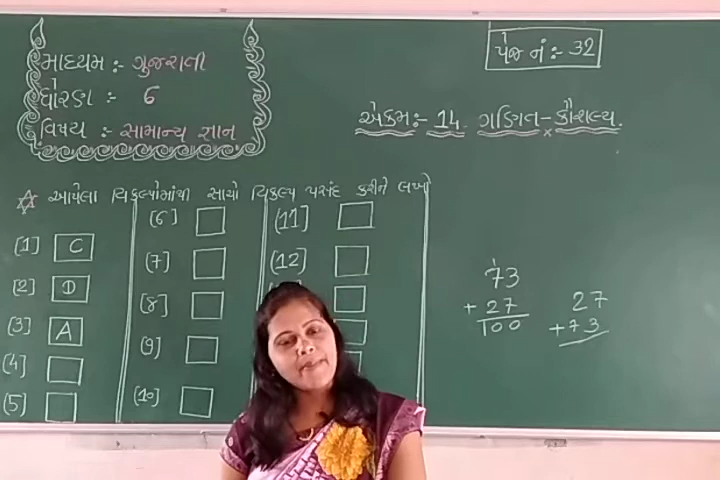 માધ્યમ :- ગુજરાતી
ધોરણ :- 6
વિષય :- સામાન્ય જ્ઞાન
પેજ નં :- 32
એકમ :- 14. ગણિત - કૌશલ્ય.
આપેલા વિકલ્પોમાંથી સાચો વિકલ્પ પસંદ કરીને લખો
[1] C
[2] D
[3] A
[4]
[5]
[6]
[7]
[8]
[9]
[10]
[11]
[12]
1
73
+ 27
100
27
+ 73